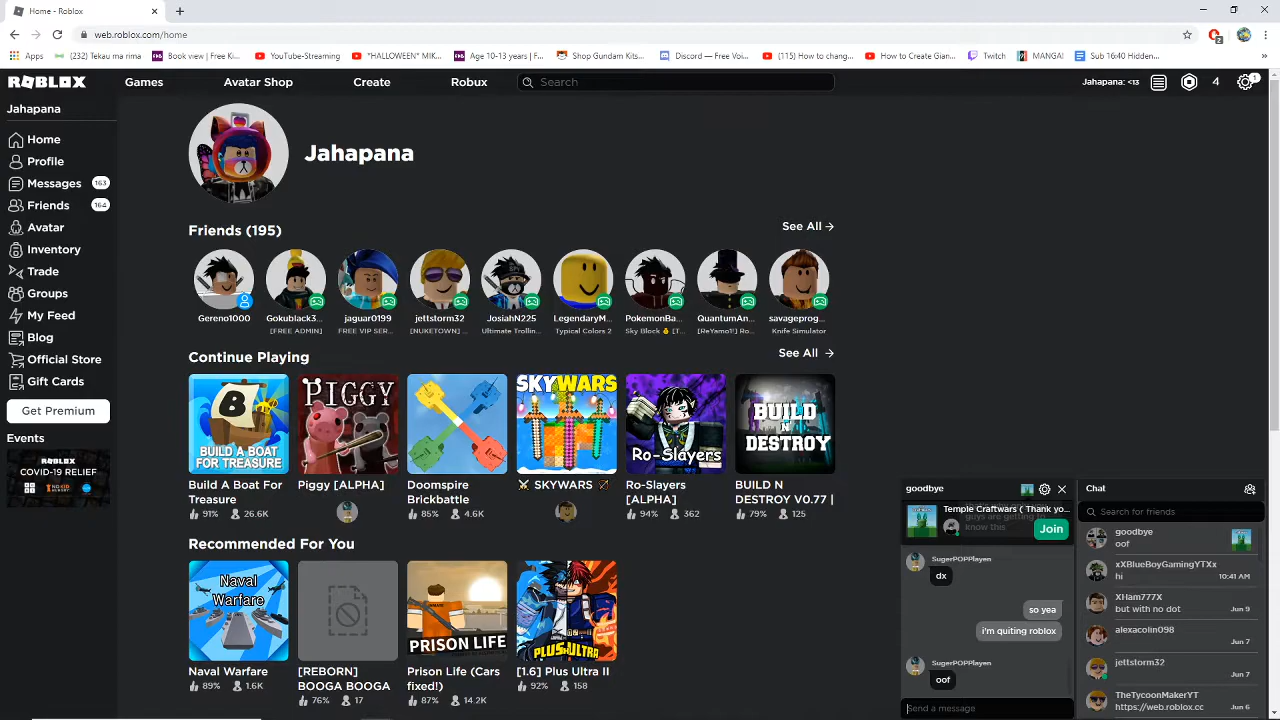 Home - Roblox
web.roblox.com/home
Apps
Tekau ma rima
Book view | Free Ki...
YouTube-Streaming
*HALLOWEEN* MIK...
Age 10-13 years | F...
Shop Gundam Kits...
Discord — Free Voi...
(115) How to chang...
How to Create Gian...
Twitch
MANGA!
Sub 16:40 Hidden...
ROBLOX
Games
Avatar Shop
Create
Robux
Search
Jahapana: <13
4
1
Jahapana
Home
Profile
Messages 163
Friends 164
Avatar
Inventory
Trade
Groups
My Feed
Blog
Official Store
Gift Cards
Get Premium
Events
ROBLOX
COVID-19 RELIEF
Jahapana
Friends (195)
See All
Gereno1000
Gokublack3...
jaguar0199
jettstorm32
JosiahN225
LegendaryM...
PokemonBa...
QuantumAn...
savageprog...
[FREE ADMIN]
FREE VIP SER...
[NUKETOWN] ...
Ultimate Trollin...
Typical Colors 2
Sky Block 💰 [T...
[ReYamo1!] Ro...
Knife Simulator
Continue Playing
See All
B
BUILD A BOAT
FOR TREASURE
PIGGY
SKYWARS
Ro-Slayers
BUILD
N
DESTROY
Build A Boat For
Treasure
91% 26.6K
Piggy [ALPHA]
Doomspire
Brickbattle
85% 4.6K
⚔️ SKYWARS 🏹
Ro-Slayers
[ALPHA]
94% 362
BUILD N
DESTROY V0.77 |
79% 125
Recommended For You
Naval
Warfare
PRISON LIFE
PLUS ULTRA
Naval Warfare
89% 1.6K
[REBORN]
BOOGA BOOGA
76% 17
Prison Life (Cars
fixed!)
87% 14.2K
[1.6] Plus Ultra II
92% 158
goodbye
Temple Craftwars ( Thank yo...
guys are getting to
know this
Join
SugerPOPPlayen
dx
so yea
i'm quiting roblox
SugerPOPPlayen
oof
Send a message
Chat
Search for friends
goodbye
oof
xXBlueBoyGamingYTXx
hi 10:41 AM
XHam777X
but with no dot Jun 9
alexacolin098
Jun 7
jettstorm32
Jun 7
TheTycoonMakerYT
https://web.roblox.cc Jun 6